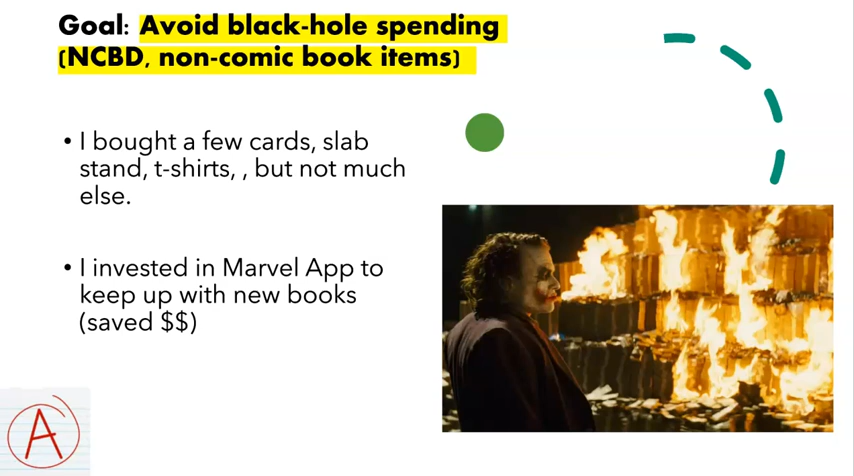 Goal: Avoid black-hole spending
(NCBD, non-comic book items)
• I bought a few cards, slab
stand, t-shirts, , but not much
else.
• I invested in Marvel App to
keep up with new books
(saved $$)
A